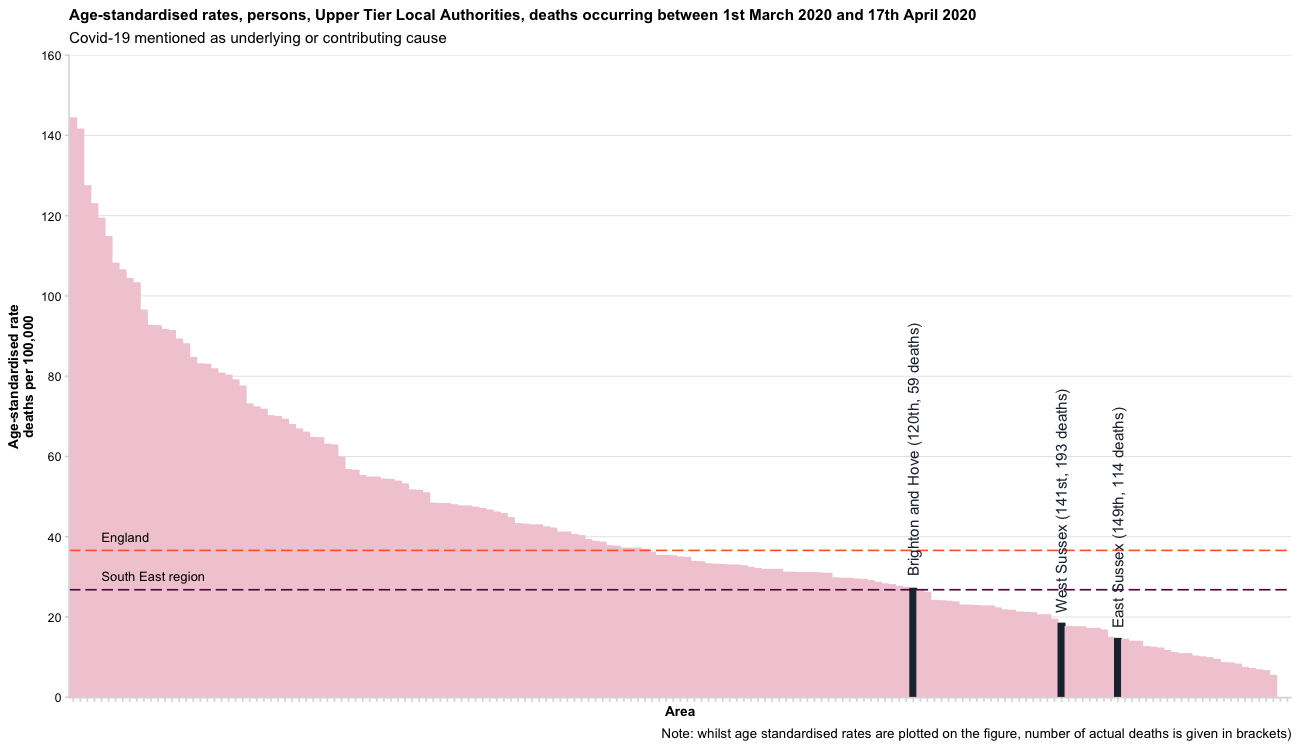 Age-standardised rates, persons, Upper Tier Local Authorities, deaths occurring between 1st March 2020 and 17th April 2020
Covid-19 mentioned as underlying or contributing cause
160
140
120
100
80
60
40
20
0
Age-standardised rate
deaths per 100,000
England
South East region
Brighton and Hove (120th, 59 deaths)
West Sussex (141st, 193 deaths)
East Sussex (149th, 114 deaths)
Area
Note: whilst age standardised rates are plotted on the figure, number of actual deaths is given in brackets)